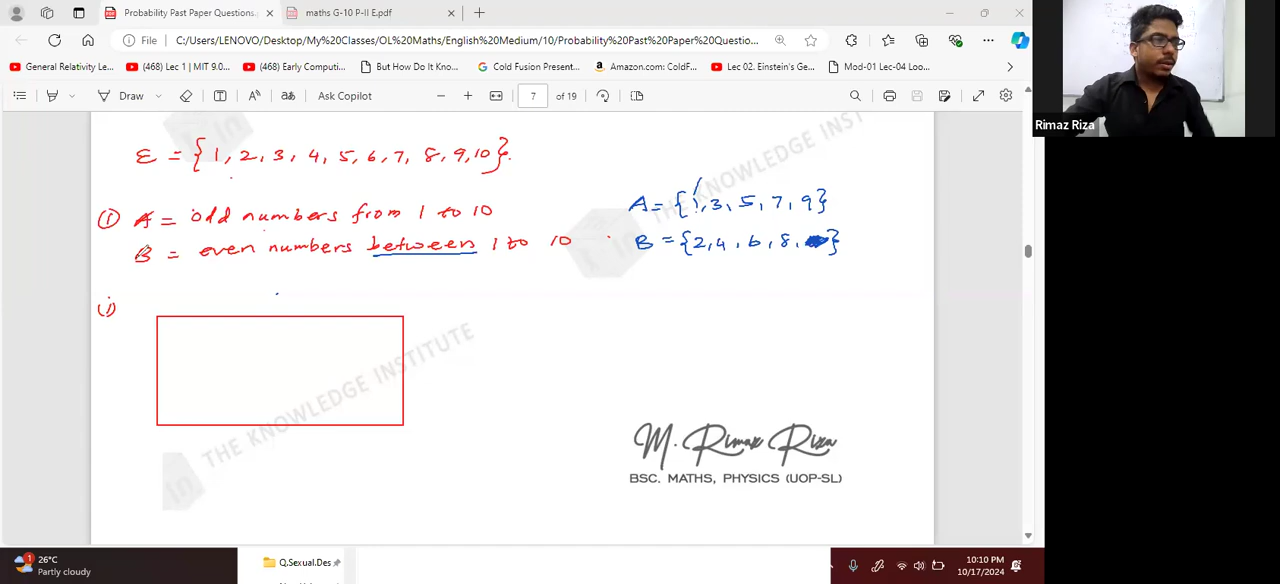 Probability Past Paper Questions.
maths G-10 P-II E.pdf
File
C:/Users/LENOVO/Desktop/My%20Classes/OL%20Maths/English%20Medium/10/Probability%20Past%20Paper%20Questio...
General Relativity Le...
(468) Lec 1 | MIT 9.0...
(468) Early Computi...
But How Do It Kno...
Cold Fusion Present...
Amazon.com: ColdF...
Lec 02. Einstein's Ge...
Mod-01 Lec-04 Loo...
Draw
Ask Copilot
7 of 19
Rimaz Riza
ε = { 1, 2, 3, 4, 5, 6, 7, 8, 9, 10 }.
① A = odd numbers from 1 to 10
B = even numbers between 1 to 10
A = { 1, 3, 5, 7, 9 }
B = { 2, 4, 6, 8, }
(i)
THE KNOWLEDGE INSTITUTE
THE KNOWLEDGE INST
M. Rimaz Riza
BSC. MATHS, PHYSICS (UOP-SL)
26°C
Partly cloudy
Q,Sexual.Des
10:10 PM
10/17/2024